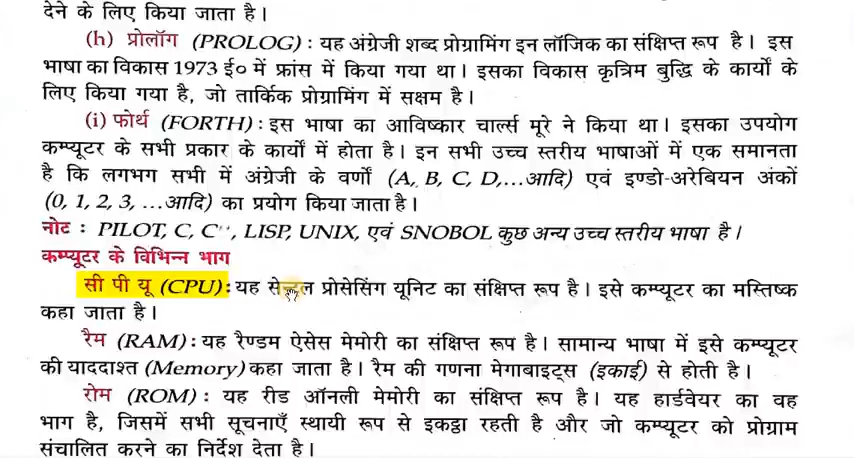 देने के लिए किया जाता है।
(h) प्रोलॉग (PROLOG) : यह अंग्रेजी शब्द प्रोग्रामिंग इन लॉजिक का संक्षिप्त रूप है। इस
भाषा का विकास 1973 ई० में फ्रांस में किया गया था। इसका विकास कृत्रिम बुद्धि के कार्यों के
लिए किया गया है, जो तार्किक प्रोग्रामिंग में सक्षम है।
(i) फोर्थ (FORTH) : इस भाषा का आविष्कार चार्ल्स मूरे ने किया था। इसका उपयोग
कम्प्यूटर के सभी प्रकार के कार्यों में होता है। इन सभी उच्च स्तरीय भाषाओं में एक समानता
है कि लगभग सभी में अंग्रेजी के वर्णों (A, B, C, D,...आदि) एवं इण्डो-अरेबियन अंकों
(0, 1, 2, 3, ...आदि) का प्रयोग किया जाता है।
नोट : PILOT, C, C++, LISP, UNIX, एवं SNOBOL कुछ अन्य उच्च स्तरीय भाषा है।
कम्प्यूटर के विभिन्न भाग
सी पी यू (CPU) : यह प्रोसेसिंग यूनिट का संक्षिप्त रूप है। इसे कम्प्यूटर का मस्तिष्क
कहा जाता है।
रैम (RAM) : यह रैण्डम ऐसेस मेमोरी का संक्षिप्त रूप है। सामान्य भाषा में इसे कम्प्यूटर
की याददाश्त (Memory) कहा जाता है। रैम की गणना मेगाबाइट्स (इकाई) से होती है।
रोम (ROM) : यह रीड ऑनली मेमोरी का संक्षिप्त रूप है। यह हार्डवेयर का वह
भाग है, जिसमें सभी सूचनाएँ स्थायी रूप से इकट्ठा रहती है और जो कम्प्यूटर को प्रोग्राम
संचालित करने का निर्देश देता है।